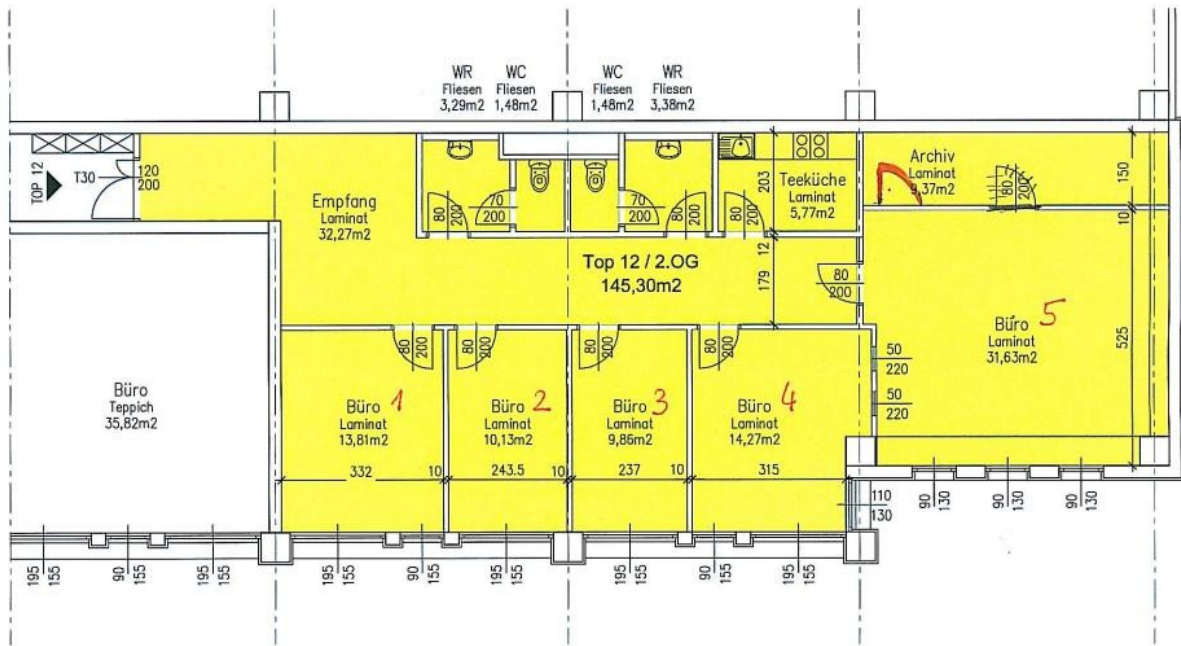 WR
Fliesen
3,29m2
WC
Fliesen
1,48m2
WC
Fliesen
1,48m2
WR
Fliesen
3,38m2
TOP 12
T30
120
200
Empfang
Laminat
32,27m2
80
200
70
200
70
200
80
200
80
200
203
Teeküche
Laminat
5,77m2
Archiv
Laminat
9,37m2
80
200
150
10
Top 12 / 2.OG
145,30m2
12
179
80
200
Büro 5
Laminat
31,63m2
525
50
220
50
220
80
200
80
200
80
200
80
200
Büro
Teppich
35,82m2
Büro 1
Laminat
13,81m2
Büro 2
Laminat
10,13m2
Büro 3
Laminat
9,86m2
Büro 4
Laminat
14,27m2
332
10
243.5
10
237
10
315
110
130
90
130
90
130
90
130
195
155
90
155
195
155
195
155
90
155
195
155
195
155
90
155
195
155